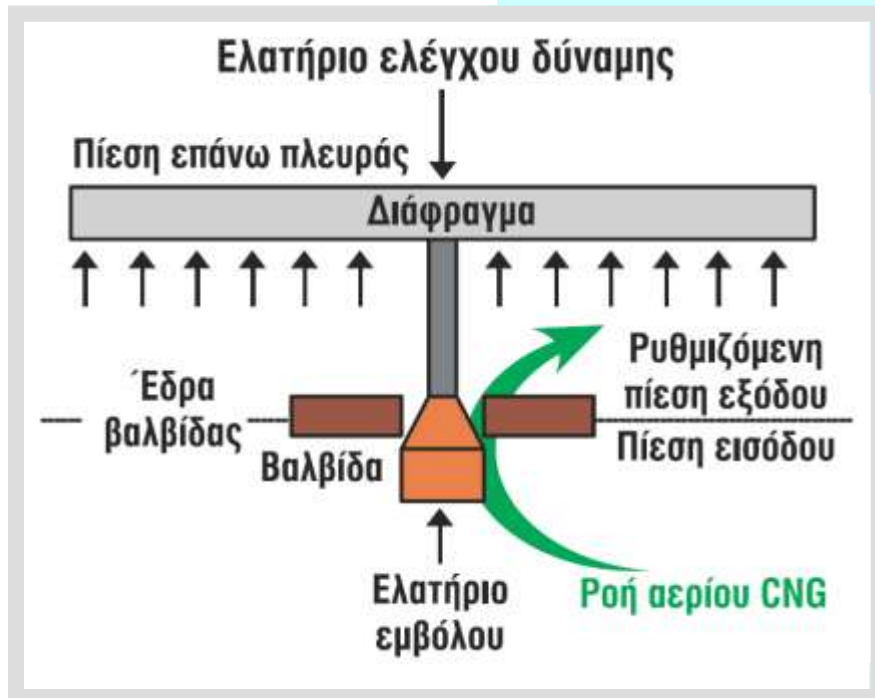 Ελατήριο ελέγχου δύναμης
Πίεση επάνω πλευράς
Διάφραγμα
Έδρα
βαλβίδας
Βαλβίδα
Ρυθμιζόμενη
πίεση εξόδου
Πίεση εισόδου
Ελατήριο
εμβόλου
Ροή αερίου CNG